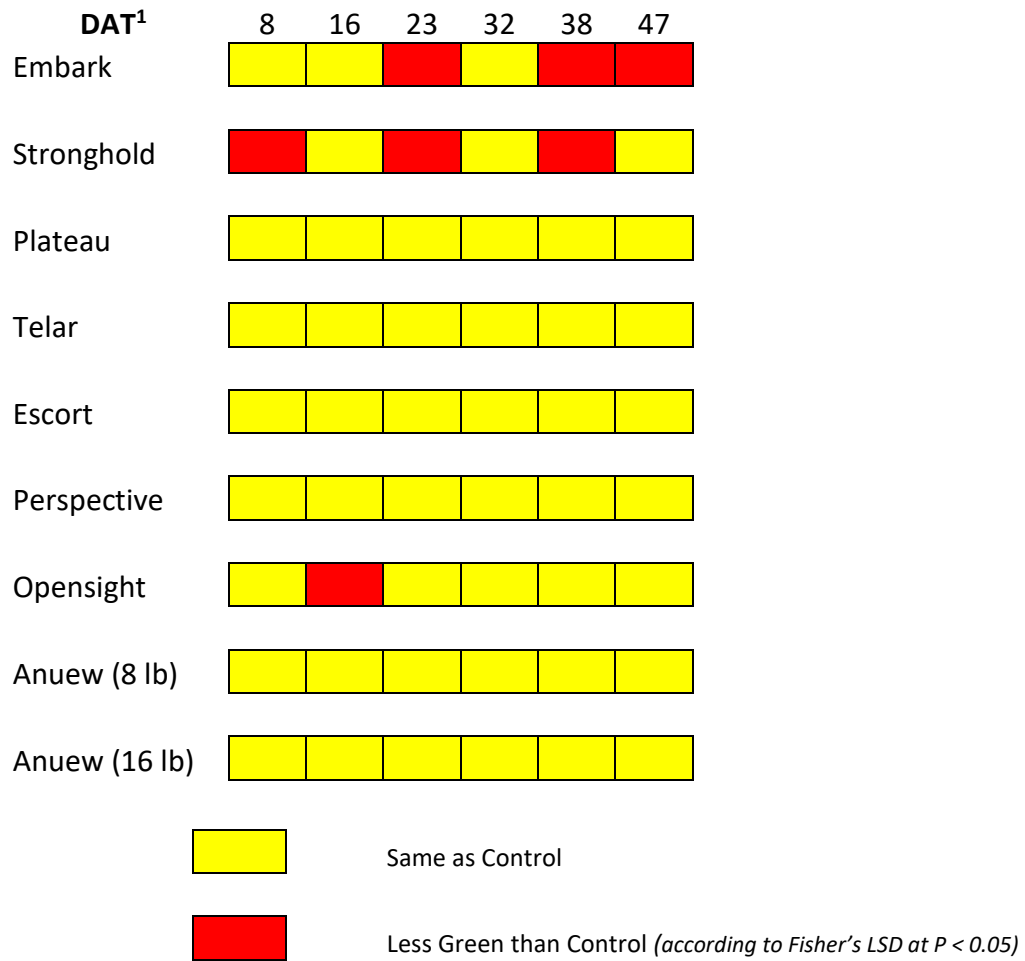 DAT¹ 8 16 23 32 38 47
Embark
Stronghold
Plateau
Telar
Escort
Perspective
Opensight
Anuew (8 lb)
Anuew (16 lb)
Same as Control
Less Green than Control (according to Fisher’s LSD at P < 0.05)